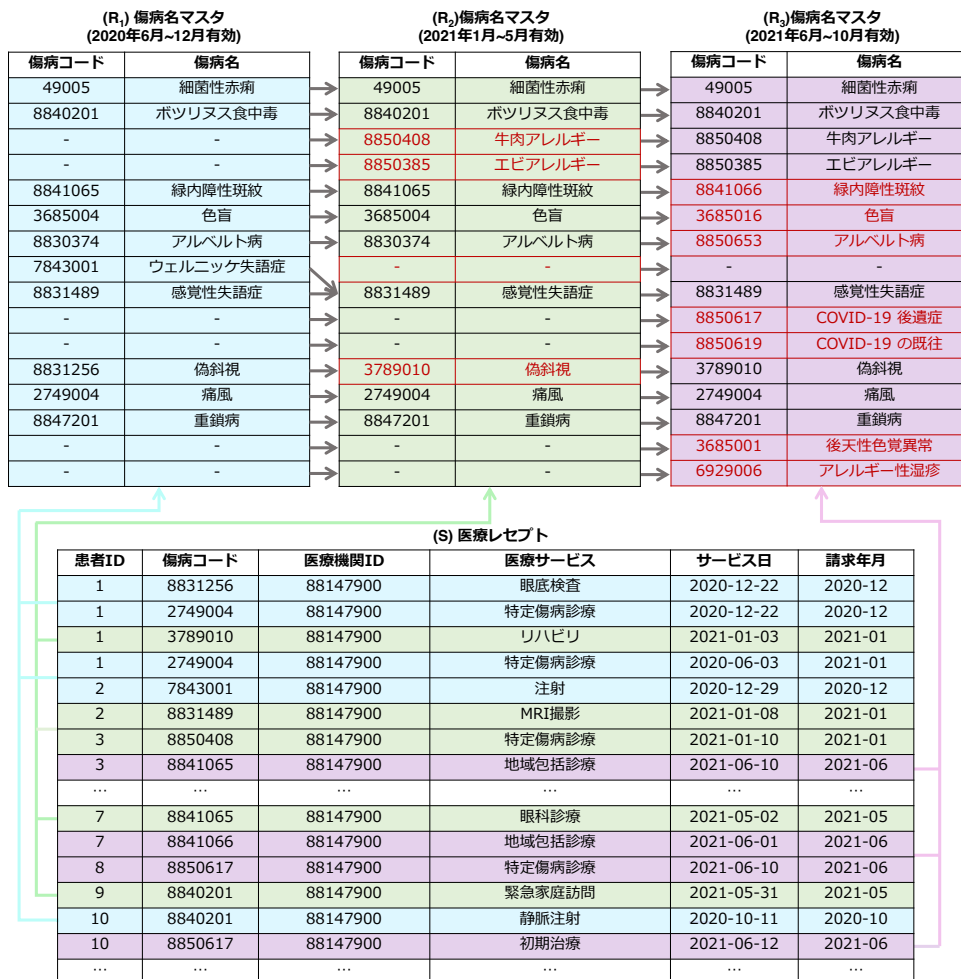 (R1) 傷病名マスタ
(2020年6月~12月有効)
傷病コード 傷病名
49005 細菌性赤痢
8840201 ボツリヌス食中毒
- -
- -
8841065 緑内障性斑紋
3685004 色盲
8830374 アルベルト病
7843001 ウェルニッケ失語症
8831489 感覚性失語症
- -
- -
8831256 偽斜視
2749004 痛風
8847201 重鎖病
- -
- -
(R2)傷病名マスタ
(2021年1月~5月有効)
傷病コード 傷病名
49005 細菌性赤痢
8840201 ボツリヌス食中毒
8850408 牛肉アレルギー
8850385 エビアレルギー
8841065 緑内障性斑紋
3685004 色盲
8830374 アルベルト病
- -
8831489 感覚性失語症
- -
- -
3789010 偽斜視
2749004 痛風
8847201 重鎖病
- -
- -
(R3)傷病名マスタ
(2021年6月~10月有効)
傷病コード 傷病名
49005 細菌性赤痢
8840201 ボツリヌス食中毒
8850408 牛肉アレルギー
8850385 エビアレルギー
8841066 緑内障性斑紋
3685016 色盲
8850653 アルベルト病
- -
8831489 感覚性失語症
8850617 COVID-19 後遺症
8850619 COVID-19 の既往
3789010 偽斜視
2749004 痛風
8847201 重鎖病
3685001 後天性色覚異常
6929006 アレルギー性湿疹
(S) 医療レセプト
患者ID 傷病コード 医療機関ID 医療サービス サービス日 請求年月
1 8831256 88147900 眼底検査 2020-12-22 2020-12
1 2749004 88147900 特定傷病診療 2020-12-22 2020-12
1 3789010 88147900 リハビリ 2021-01-03 2021-01
1 2749004 88147900 特定傷病診療 2020-06-03 2021-01
2 7843001 88147900 注射 2020-12-29 2020-12
2 8831489 88147900 MRI撮影 2021-01-08 2021-01
3 8850408 88147900 特定傷病診療 2021-01-10 2021-01
3 8841065 88147900 地域包括診療 2021-06-10 2021-06
… … … … … …
7 8841065 88147900 眼科診療 2021-05-02 2021-05
7 8841066 88147900 地域包括診療 2021-06-01 2021-06
8 8850617 88147900 特定傷病診療 2021-06-10 2021-06
9 8840201 88147900 緊急家庭訪問 2021-05-31 2021-05
10 8840201 88147900 静脈注射 2020-10-11 2020-10
10 8850617 88147900 初期治療 2021-06-12 2021-06
… … … … … …